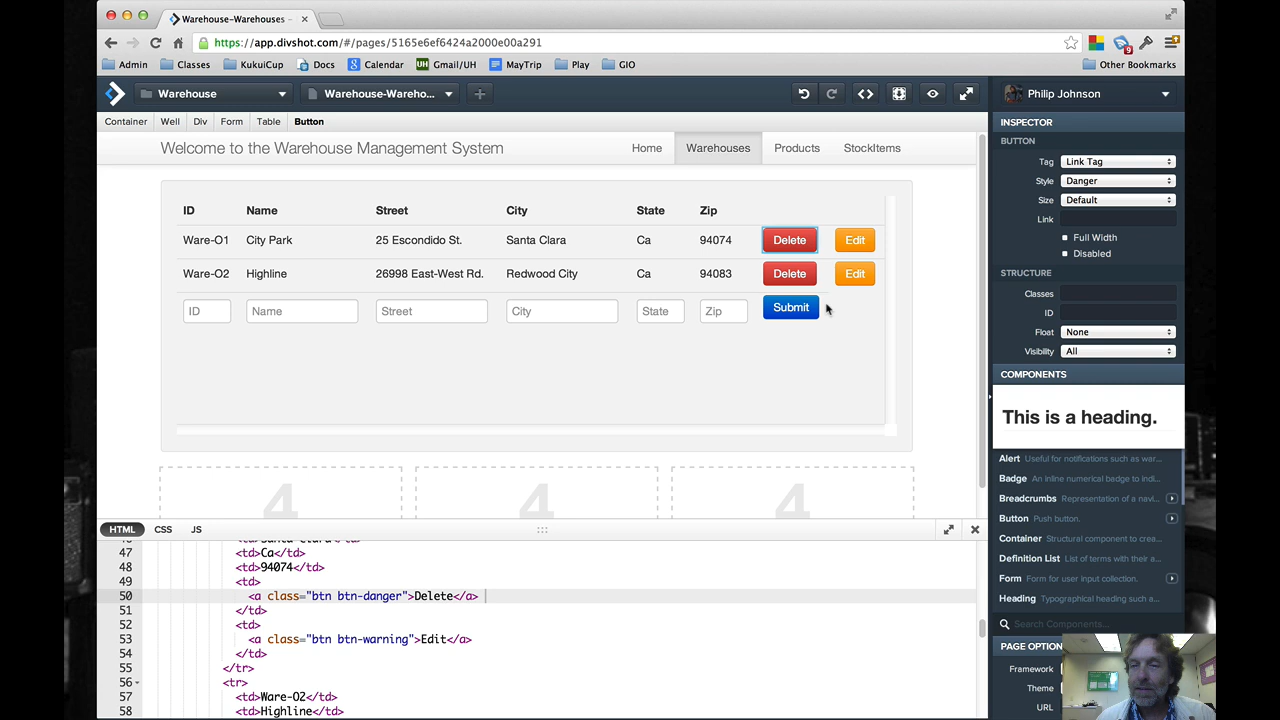 Warehouse-Warehouses -
https://app.divshot.com/#/pages/5165e6ef6424a2000e00a291
Admin Classes KukuiCup Docs Calendar Gmail/UH MayTrip Play GIO Other Bookmarks
Warehouse Warehouse-Wareho... Philip Johnson
Container Well Div Form Table Button
INSPECTOR
BUTTON
Tag Link Tag
Style Danger
Size Default
Link
Full Width
Disabled
STRUCTURE
Classes
ID
Float None
Visibility All
COMPONENTS
This is a heading.
Alert Useful for notifications such as war...
Badge An inline numerical badge to indi...
Breadcrumbs Representation of a navi...
Button Push button.
Container Structural component to crea...
Definition List List of terms with their a...
Form Form for user input collection.
Heading Typographical heading such a...
Search Components...
PAGE OPTION
Framework
Theme
URL
Welcome to the Warehouse Management System Home Warehouses Products StockItems
ID Name Street City State Zip
Ware-O1 City Park 25 Escondido St. Santa Clara Ca 94074 Delete Edit
Ware-O2 Highline 26998 East-West Rd. Redwood City Ca 94083 Delete Edit
ID Name Street City State Zip Submit
4 4 4
HTML CSS JS
47 <td>Ca</td>
48 <td>94074</td>
49 <td>
50 <a class="btn btn-danger">Delete</a>
51 </td>
52 <td>
53 <a class="btn btn-warning">Edit</a>
54 </td>
55 </tr>
56 <tr>
57 <td>Ware-O2</td>
58 <td>Highline</td>